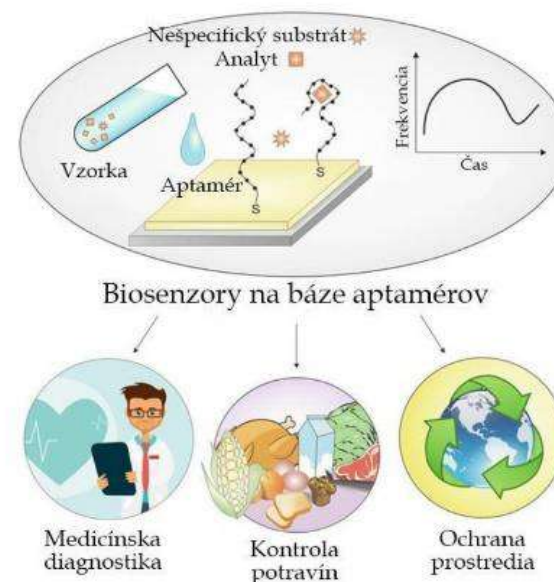 Nešpecifický substrát
Analyt
Vzorka
Aptamér
S
S
Frekvencia
Čas
Biosenzory na báze aptamérov
Medicínska
diagnostika
Kontrola
potravín
Ochrana
prostredia